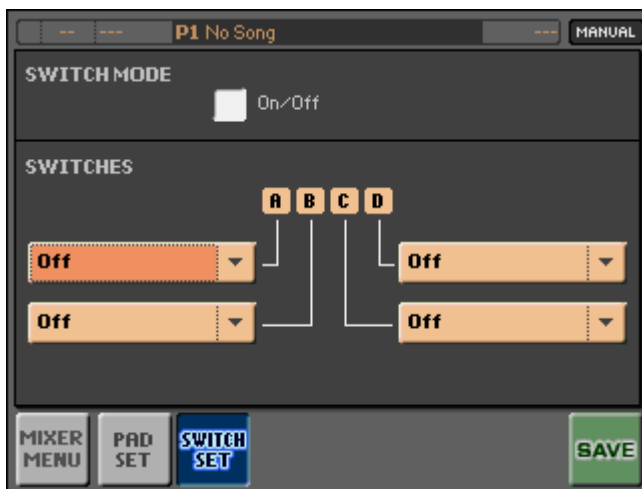 -- --- P1 No Song --- MANUAL
SWITCH MODE
On/Off
SWITCHES
A B C D
Off Off
Off Off
MIXER MENU PAD SET SWITCH SET SAVE